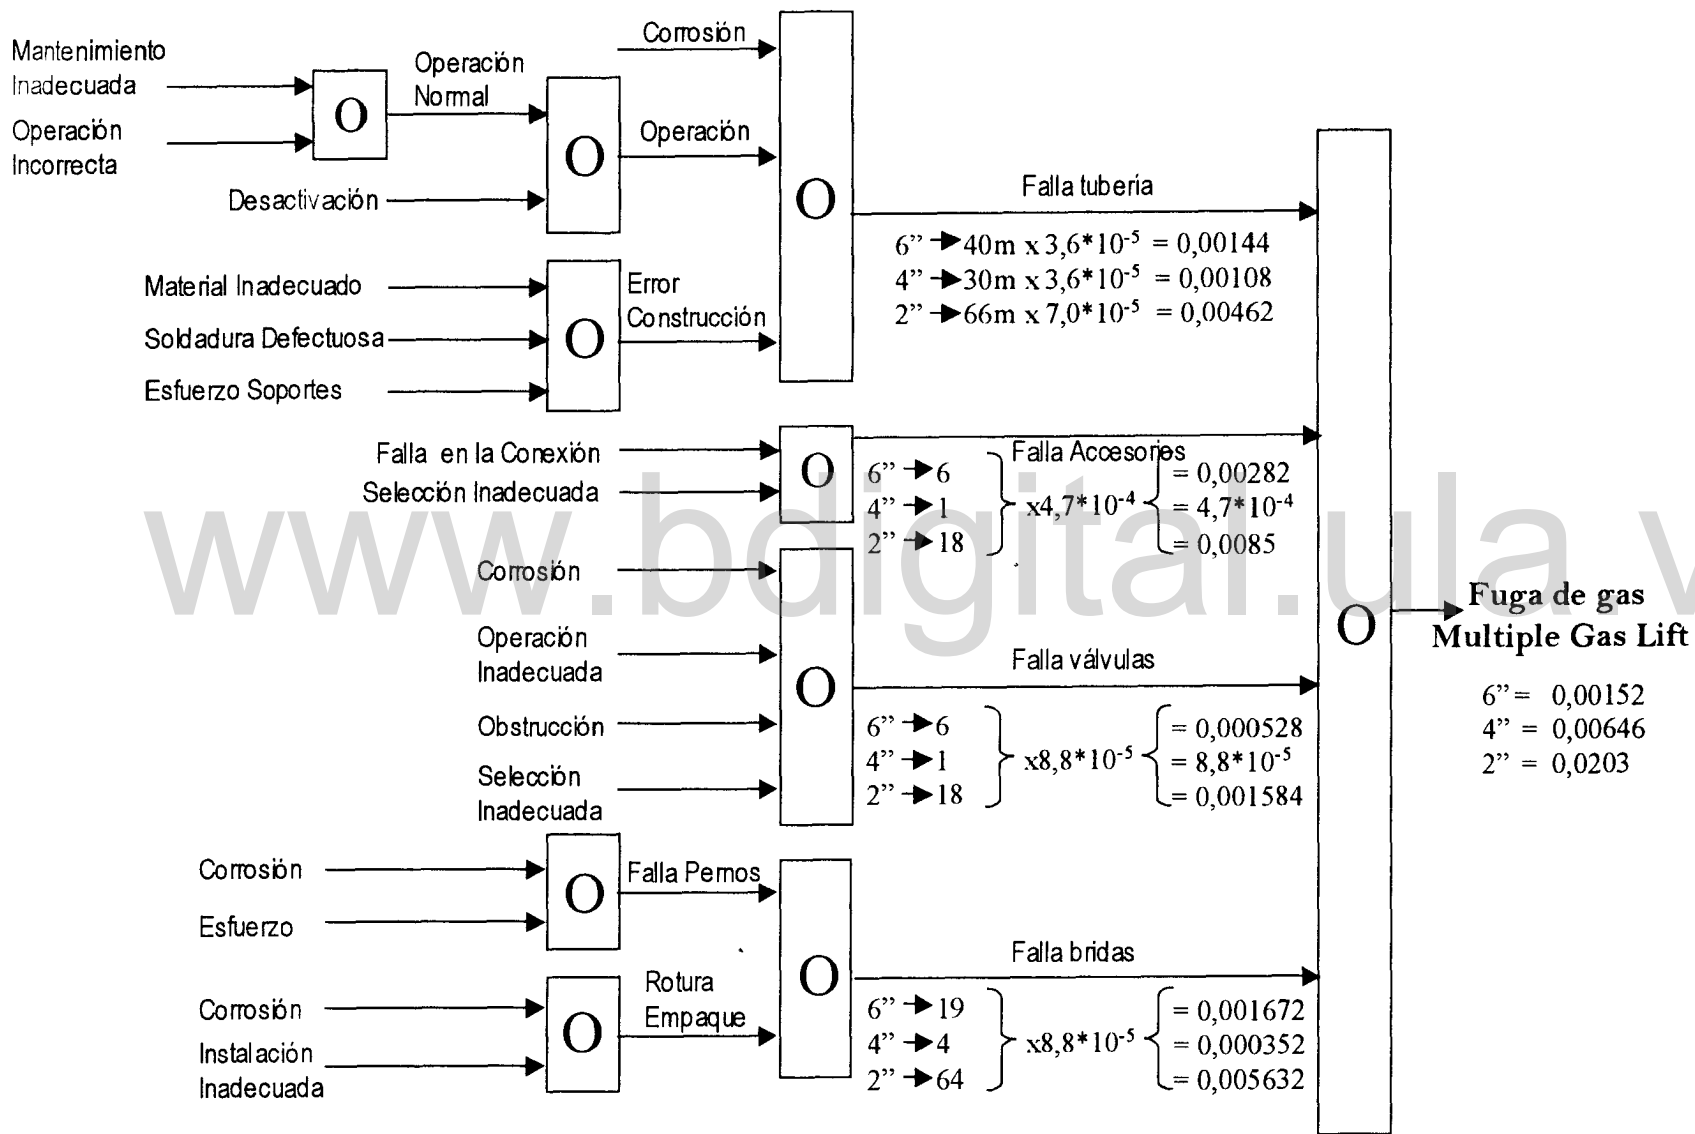 Mantenimiento
Inadecuada
Operación
Incorrecta
O
Operación
Normal
Desactivación
O
Corrosión
Operación
Material Inadecuado
Soldadura Defectuosa
Esfuerzo Soportes
O
Error
Construcción
O
Falla tubería
6” → 40m x 3,6*10-5 = 0,00144
4” → 30m x 3,6*10-5 = 0,00108
2” → 66m x 7,0*10-5 = 0,00462
Falla en la Conexión
Selección Inadecuada
O
Falla Accesories
6” → 6
4” → 1
2” → 18
x4,7*10-4
= 0,00282
= 4,7*10-4
= 0,0085
Corrosión
Operación
Inadecuada
Obstrucción
Selección
Inadecuada
O
Falla válvulas
6” → 6
4” → 1
2” → 18
x8,8*10-5
= 0,000528
= 8,8*10-5
= 0,001584
Corrosión
Esfuerzo
O
Falla Pernos
Corrosión
Instalación
Inadecuada
O
Rotura
Empaque
O
Falla bridas
6” → 19
4” → 4
2” → 64
x8,8*10-5
= 0,001672
= 0,000352
= 0,005632
O
Fuga de gas
Multiple Gas Lift
6” = 0,00152
4” = 0,00646
2” = 0,0203
www.bdigital.ula.v